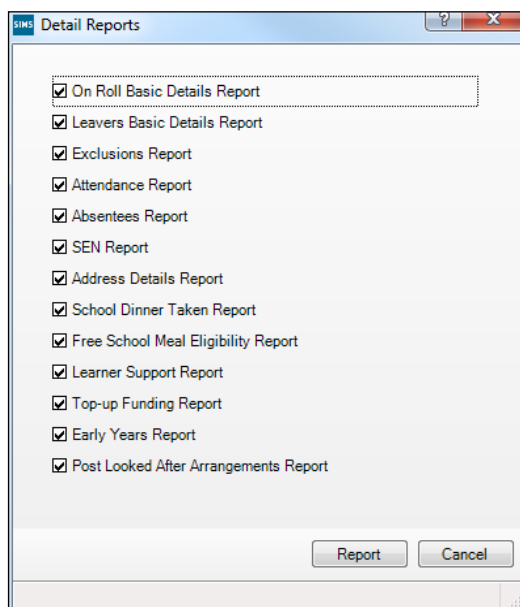 SIMS Detail Reports ? X
On Roll Basic Details Report
Leavers Basic Details Report
Exclusions Report
Attendance Report
Absentees Report
SEN Report
Address Details Report
School Dinner Taken Report
Free School Meal Eligibility Report
Learner Support Report
Top-up Funding Report
Early Years Report
Post Looked After Arrangements Report
Report Cancel